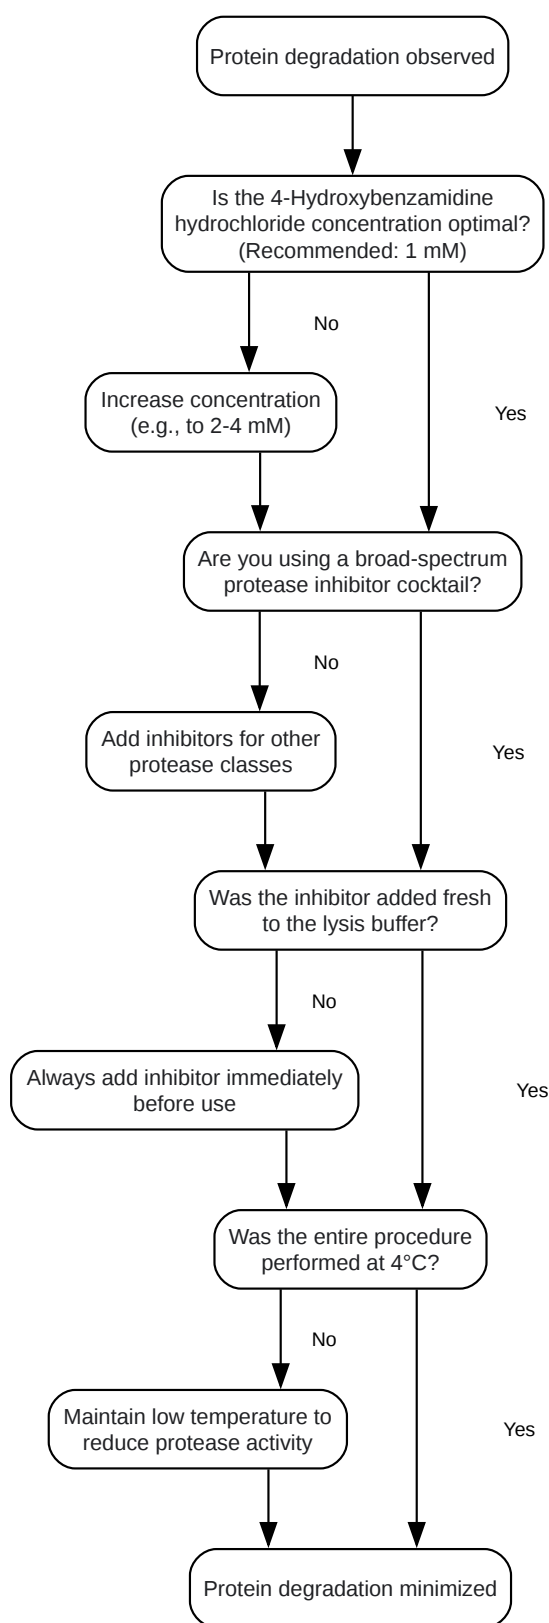 Protein degradation observed
Is the 4-Hydroxybenzamidine
hydrochloride concentration optimal?
(Recommended: 1 mM)
No
Increase concentration
(e.g., to 2-4 mM)
Yes
Are you using a broad-spectrum
protease inhibitor cocktail?
No
Add inhibitors for other
protease classes
Yes
Was the inhibitor added fresh
to the lysis buffer?
No
Always add inhibitor immediately
before use
Yes
Was the entire procedure
performed at 4°C?
No
Maintain low temperature to
reduce protease activity
Yes
Protein degradation minimized